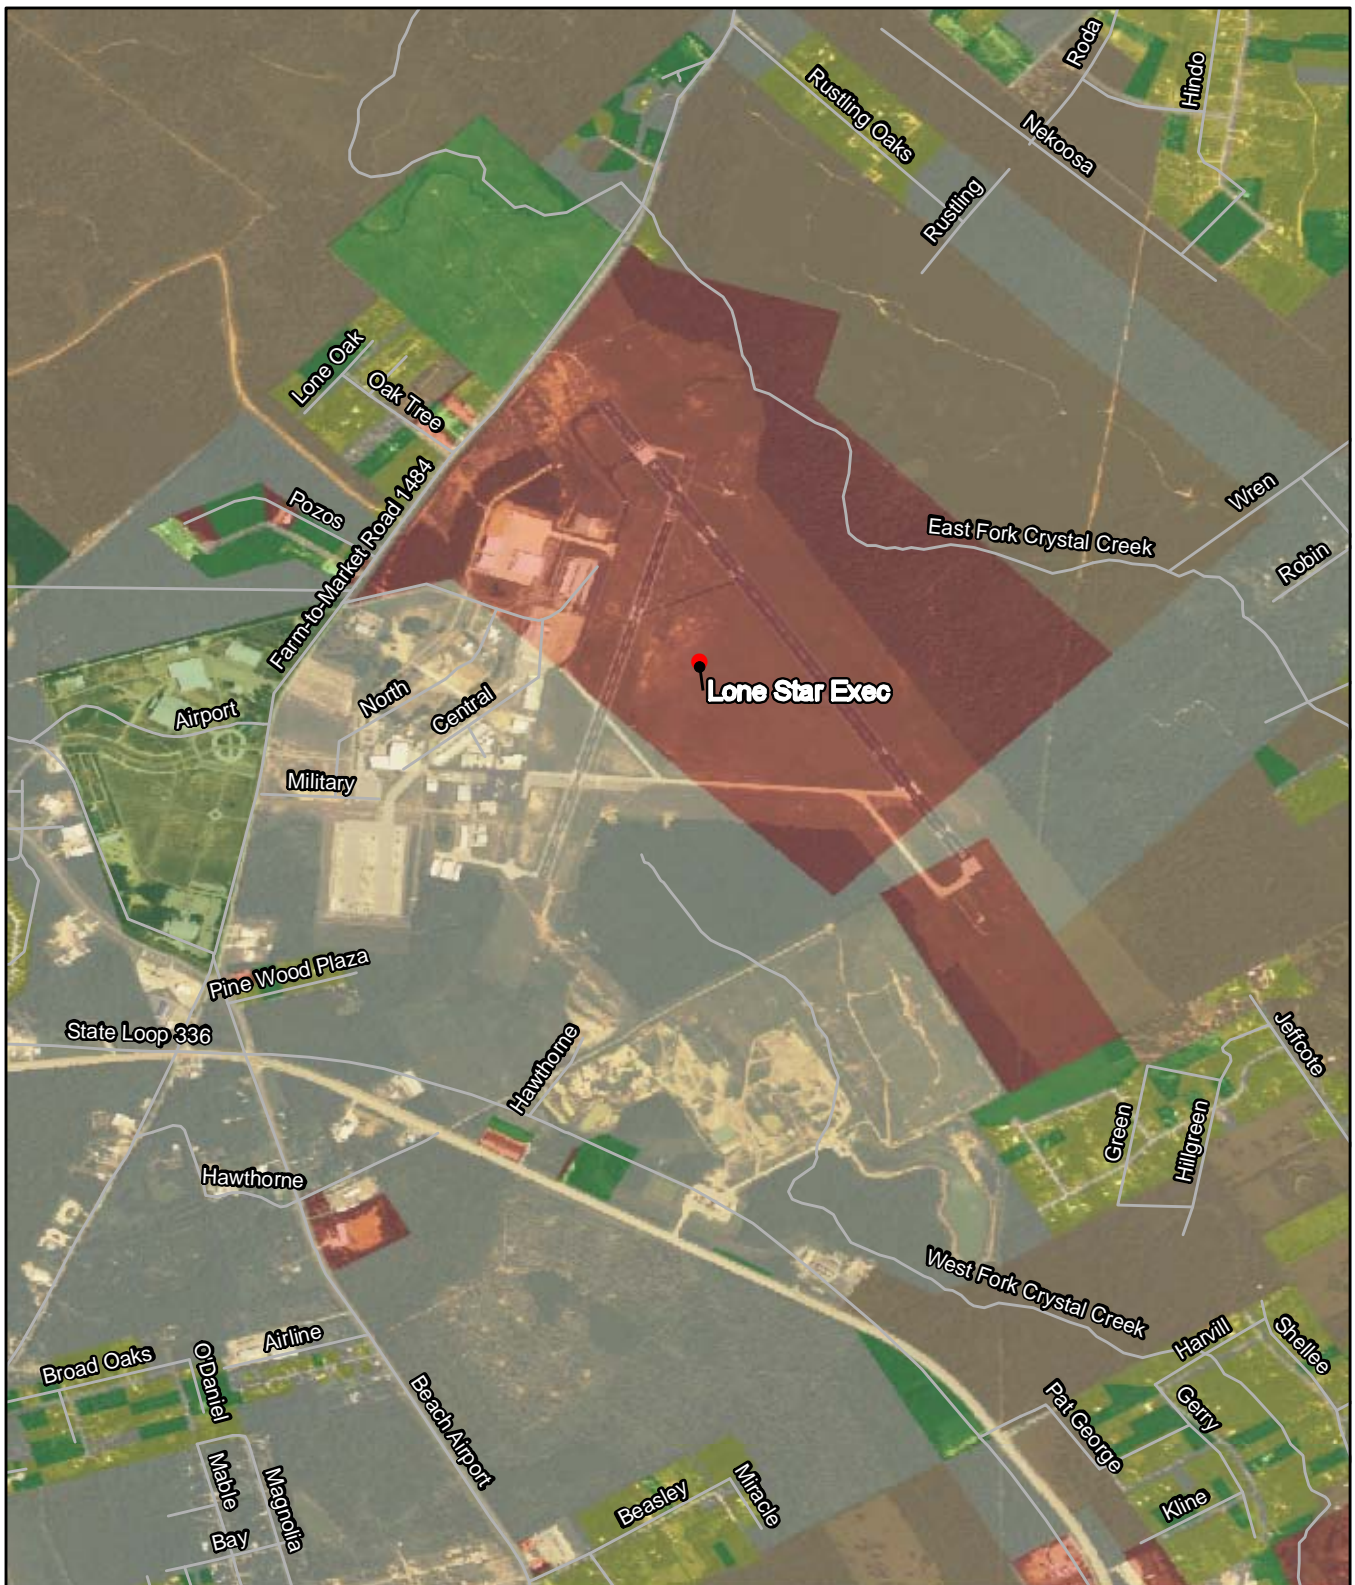 Roda
Hindo
Rustling Oaks
Nekoosa
Rustling
Lone Oak
Oak Tree
Farm-to-Market Road 1484
Pozos
Wren
East Fork Crystal Creek
Robin
Lone Star Exec
North
Central
Airport
Military
Pine Wood Plaza
State Loop 336
Hawthorne
Jeffcote
Green
Hillgreen
Hawthorne
West Fork Crystal Creek
Harvill
Shellee
Airline
Broad Oaks
O'Daniel
Beach Airport
Pat George
Gerry
Kline
Mable
Magnolia
Bay
Beasley
Miracle